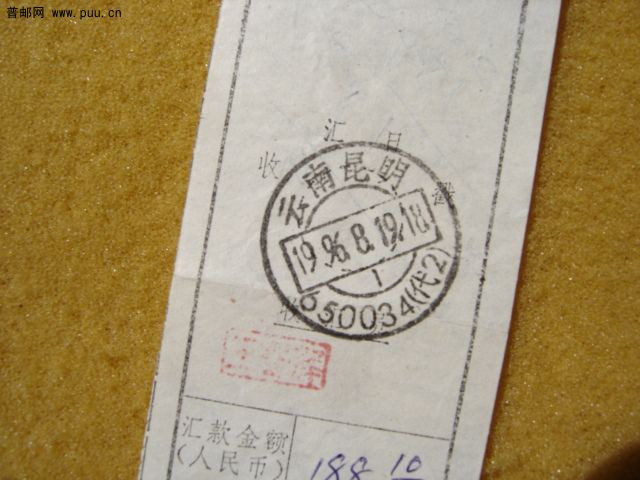 普邮网 www.puu.cn
汇 日
收 戳
云南昆明
1996.8.19.18
1
650034(代2)
汇款金额
(人民币)
188 10